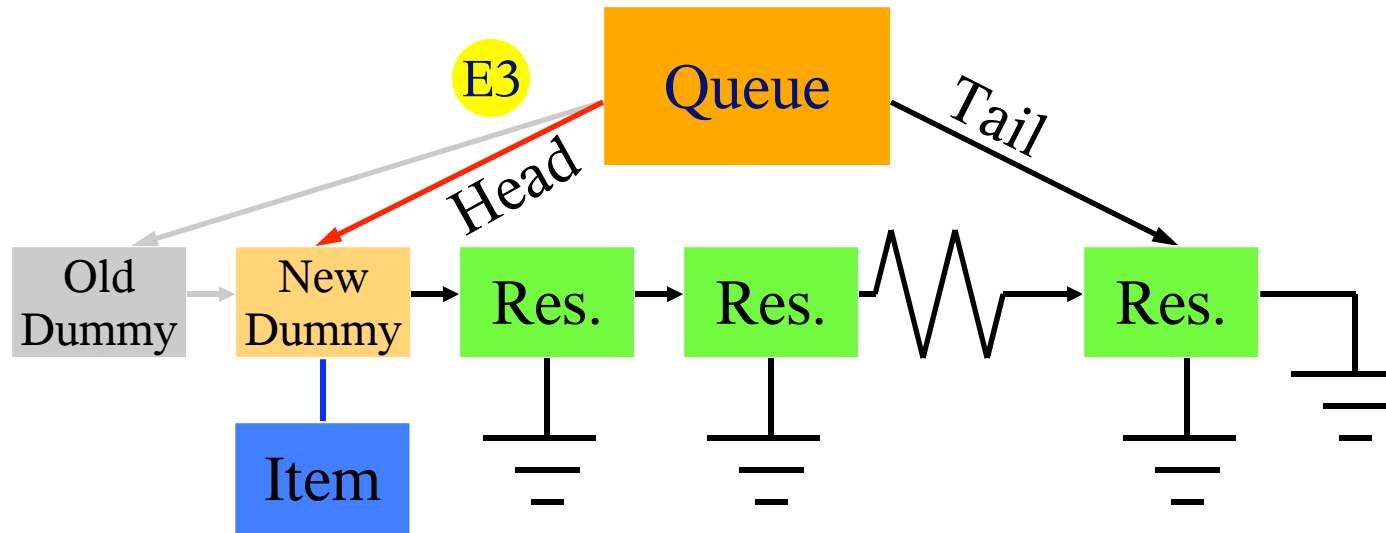 E3
Queue
Head
Tail
Old
Dummy
New
Dummy
Res.
Res.
Res.
Item